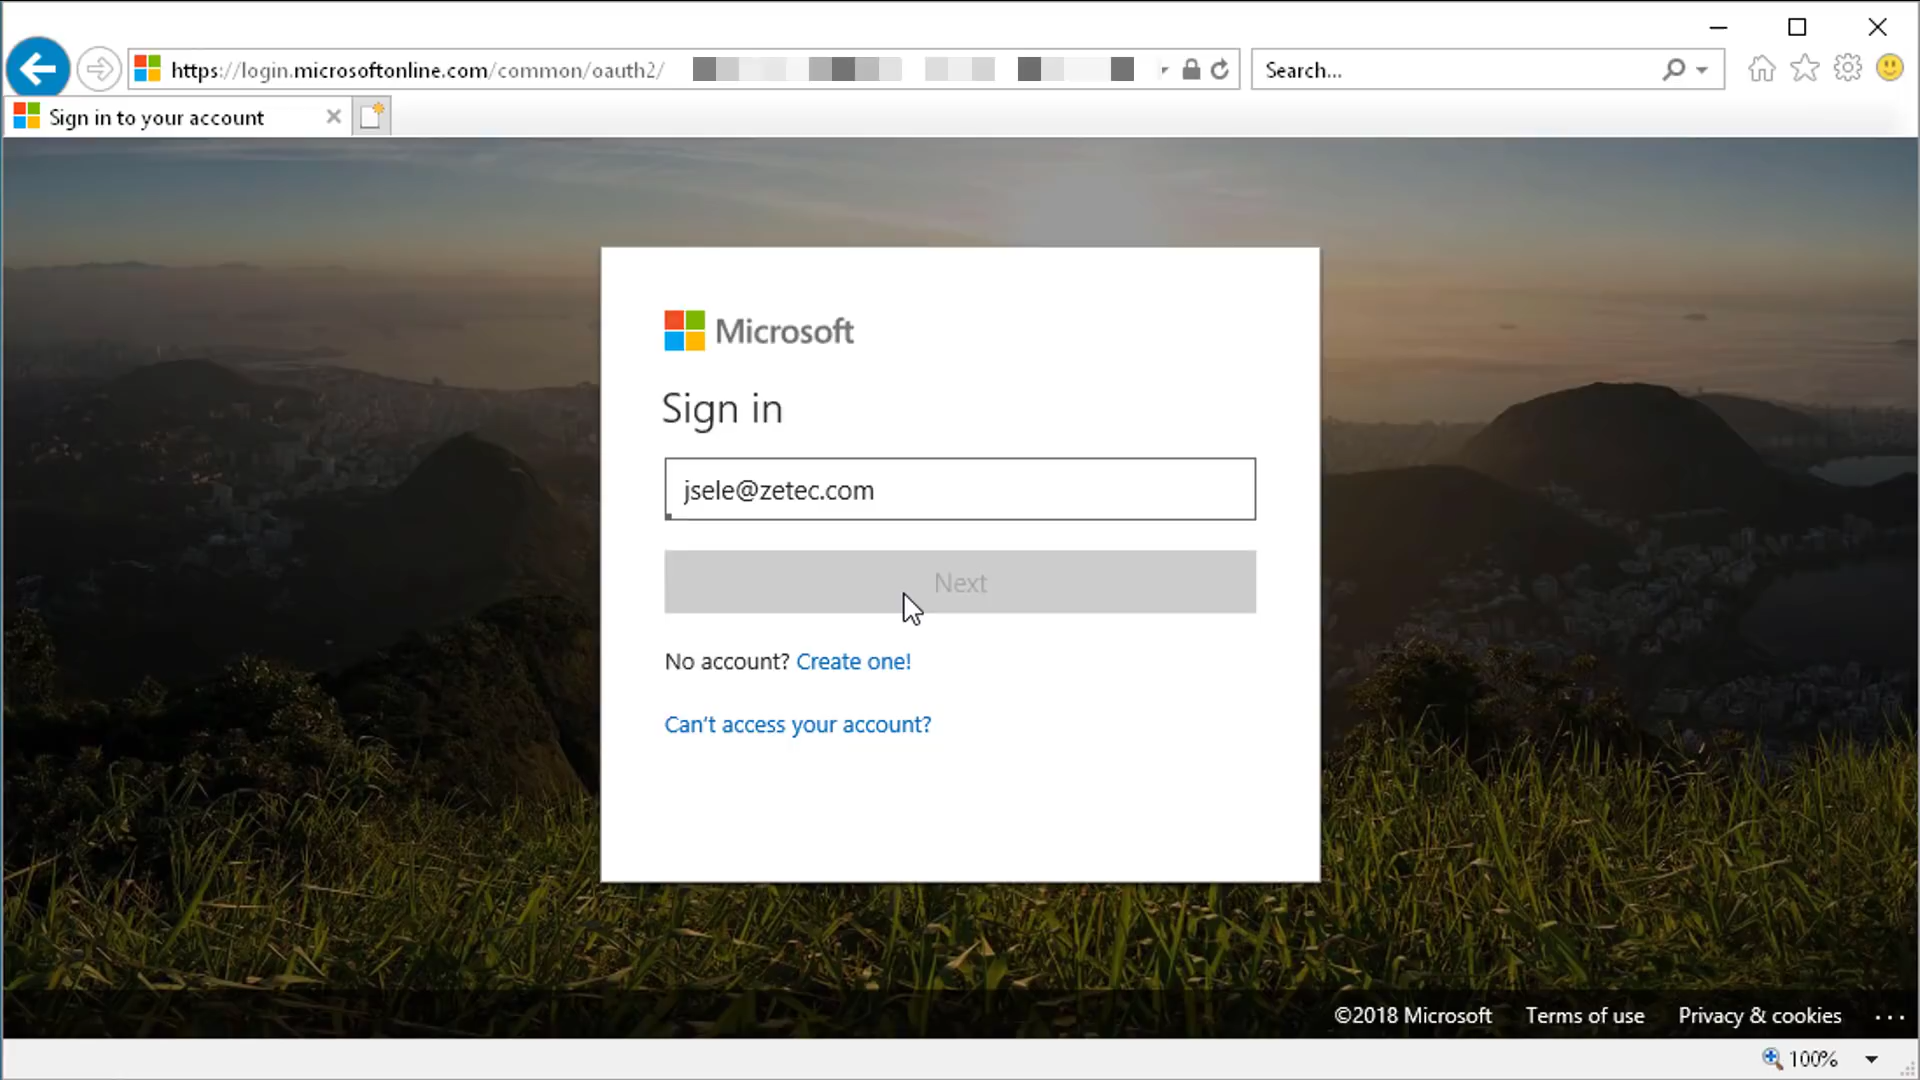 https://login.microsoftonline.com/common/oauth2/
Search...
Sign in to your account
Microsoft
Sign in
jsele@zetec.com
Next
No account? Create one!
Can't access your account?
©2018 Microsoft Terms of use Privacy & cookies ...
100%